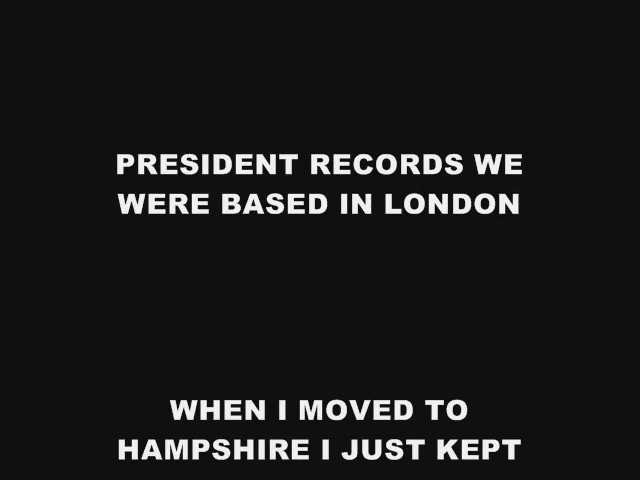 PRESIDENT RECORDS WE
WERE BASED IN LONDON
WHEN I MOVED TO
HAMPSHIRE I JUST KEPT